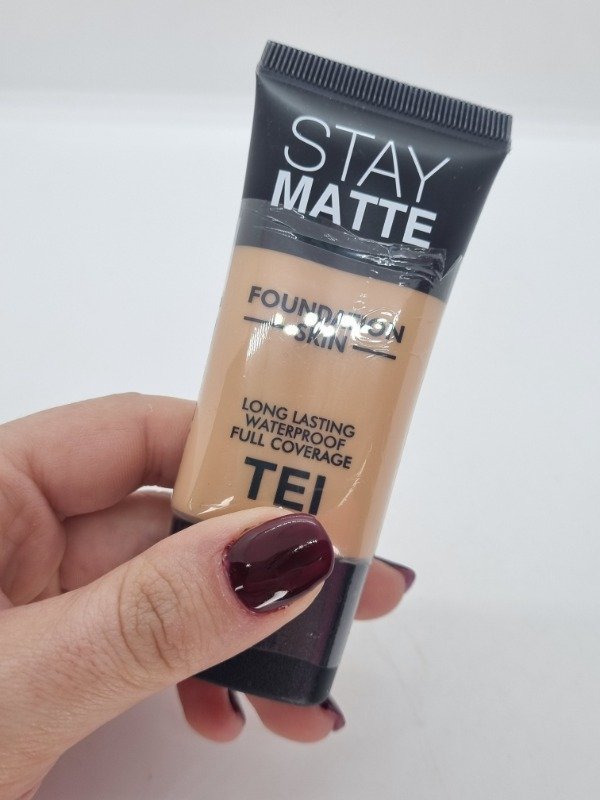 STAY
MATTE
FOUNDATION
SKIN
LONG LASTING
WATERPROOF
FULL COVERAGE
TEI